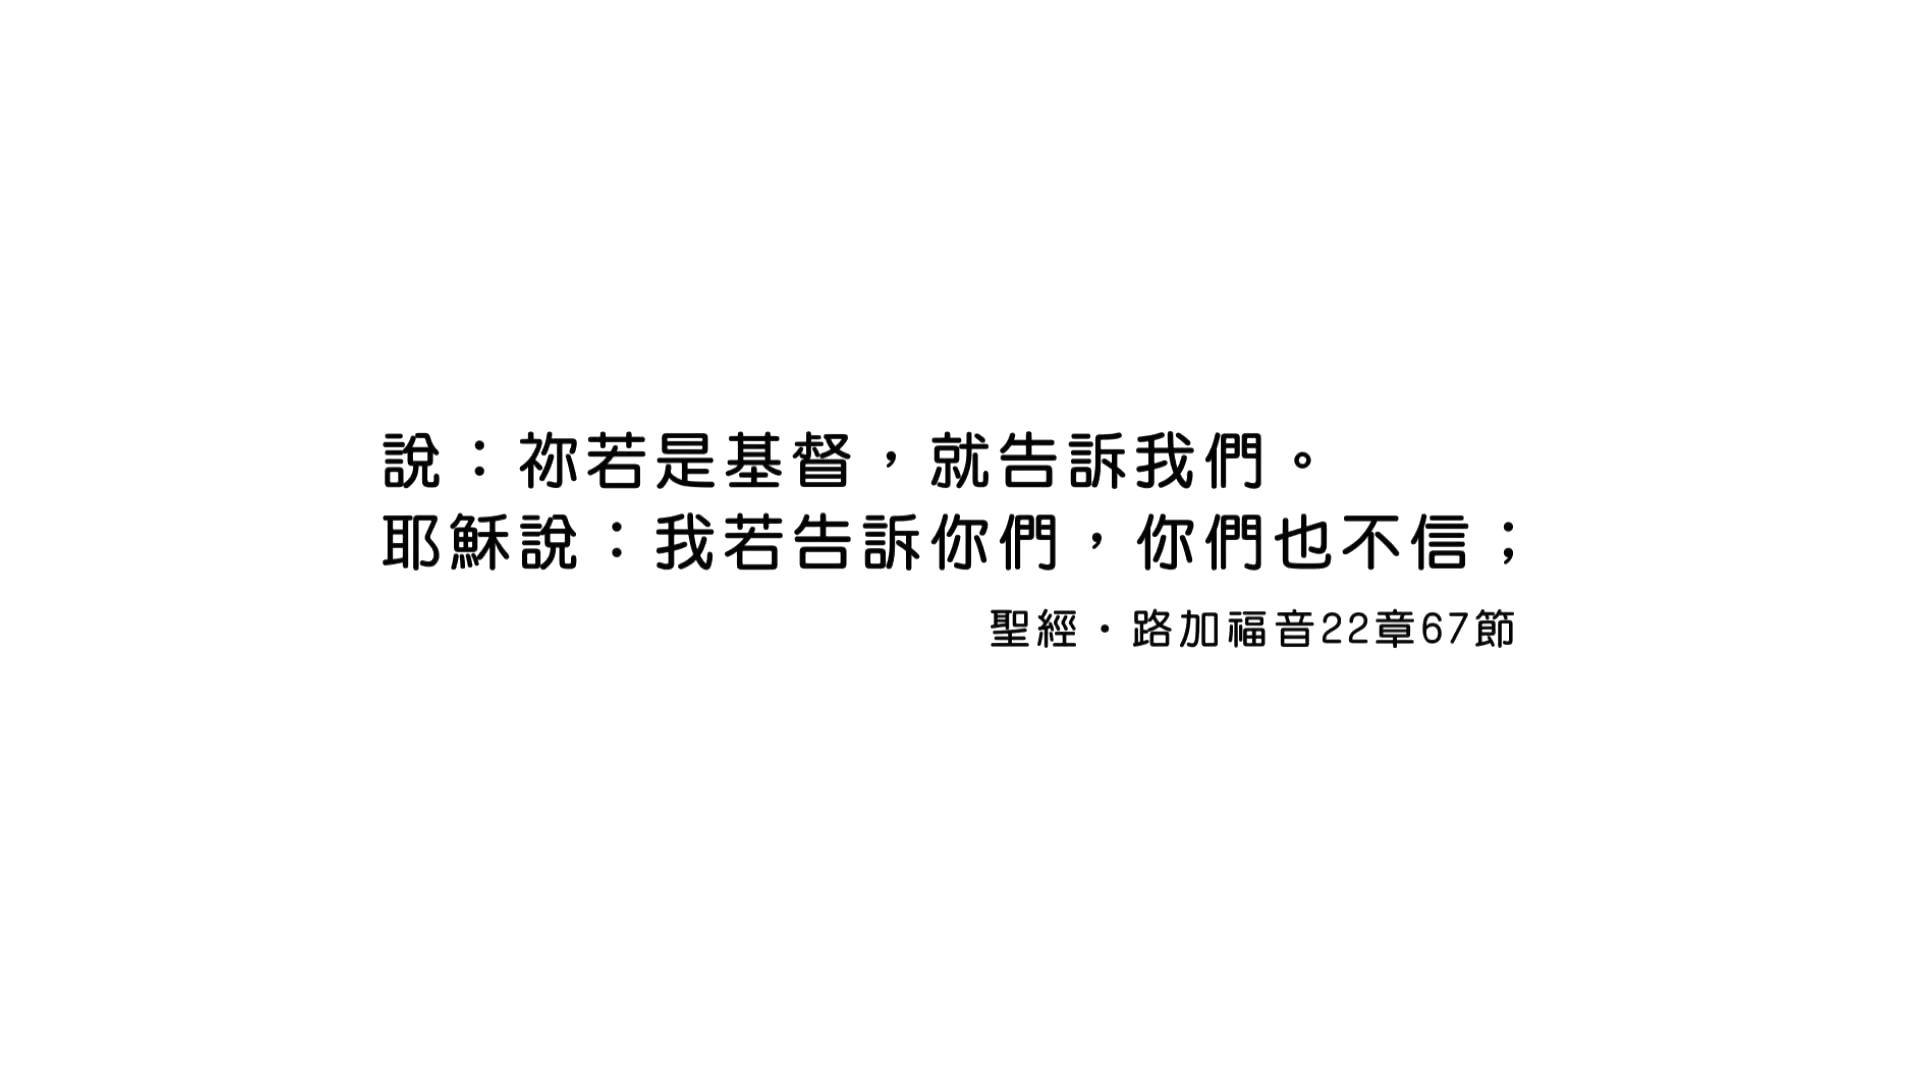 說：祢若是基督，就告訴我們。
耶穌說：我若告訴你們，你們也不信；
聖經・路加福音22章67節